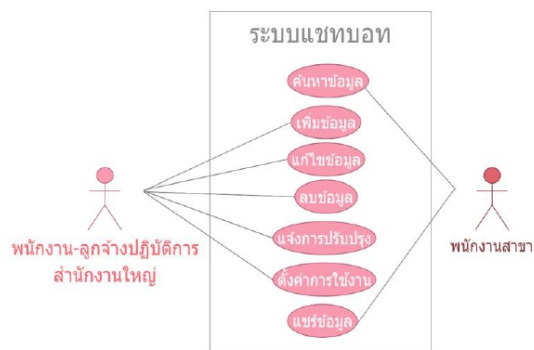 ระบบแชทบอท
ค้นหาข้อมูล
เพิ่มข้อมูล
แก้ไขข้อมูล
ลบข้อมูล
แจ้งการปรับปรุง
ตั้งค่าการใช้งาน
แชร์ข้อมูล
พนักงาน-ลูกจ้างปฏิบัติการ
สำนักงานใหญ่
พนักงานสาขา